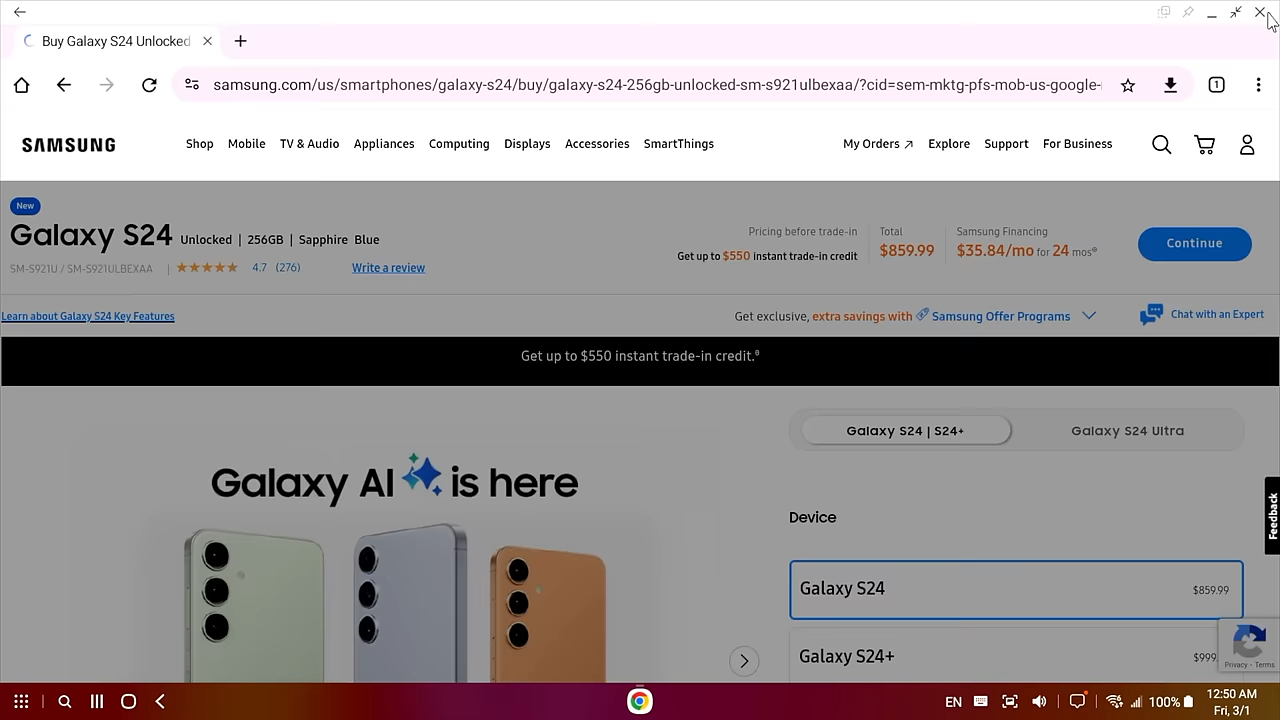 Buy Galaxy S24 Unlocked
samsung.com/us/smartphones/galaxy-s24/buy/galaxy-s24-256gb-unlocked-sm-s921ulbexaa/?cid=sem-mktg-pfs-mob-us-google-
1
SAMSUNG
Shop Mobile TV & Audio Appliances Computing Displays Accessories SmartThings My Orders Explore Support For Business
New
Galaxy S24 Unlocked | 256GB | Sapphire Blue
SM-S921U / SM-S921ULBEXAA | 4.7 (276) Write a review
Pricing before trade-in
Get up to $550 instant trade-in credit
Total
$859.99
Samsung Financing
$35.84/mo for 24 mos
Continue
Learn about Galaxy S24 Key Features
Get exclusive, extra savings with Samsung Offer Programs
Chat with an Expert
Get up to $550 instant trade-in credit.
Galaxy AI is here
Galaxy S24 | S24+ Galaxy S24 Ultra
Device
Galaxy S24 $859.99
Galaxy S24+ $999.
Feedback
Privacy - Terms
EN 100% 12:50 AM
Fri, 3/1